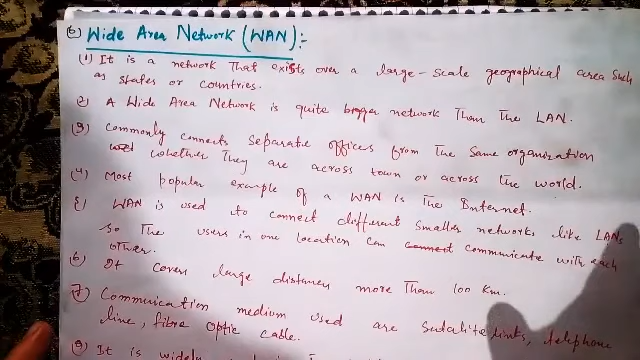 (b) Wide Area Network (WAN):-
(1) It is a network That exists over a large-scale geographical area such
as states or countries.
(2) A Wide Area Network is quite bigger network Than The LAN.
(3) Commonly connects separate offices from The same organization
whether They are across town or across The world.
(4) Most popular example of a WAN is The Internet.
WAN is used to connect different smaller networks like LANs
so The users in one location can communicate with each
other.
(6) It covers large distances more Than 100 Km.
(7) Communication medium used are satalite links, telephone
line, fibre optic cable.
It is widely